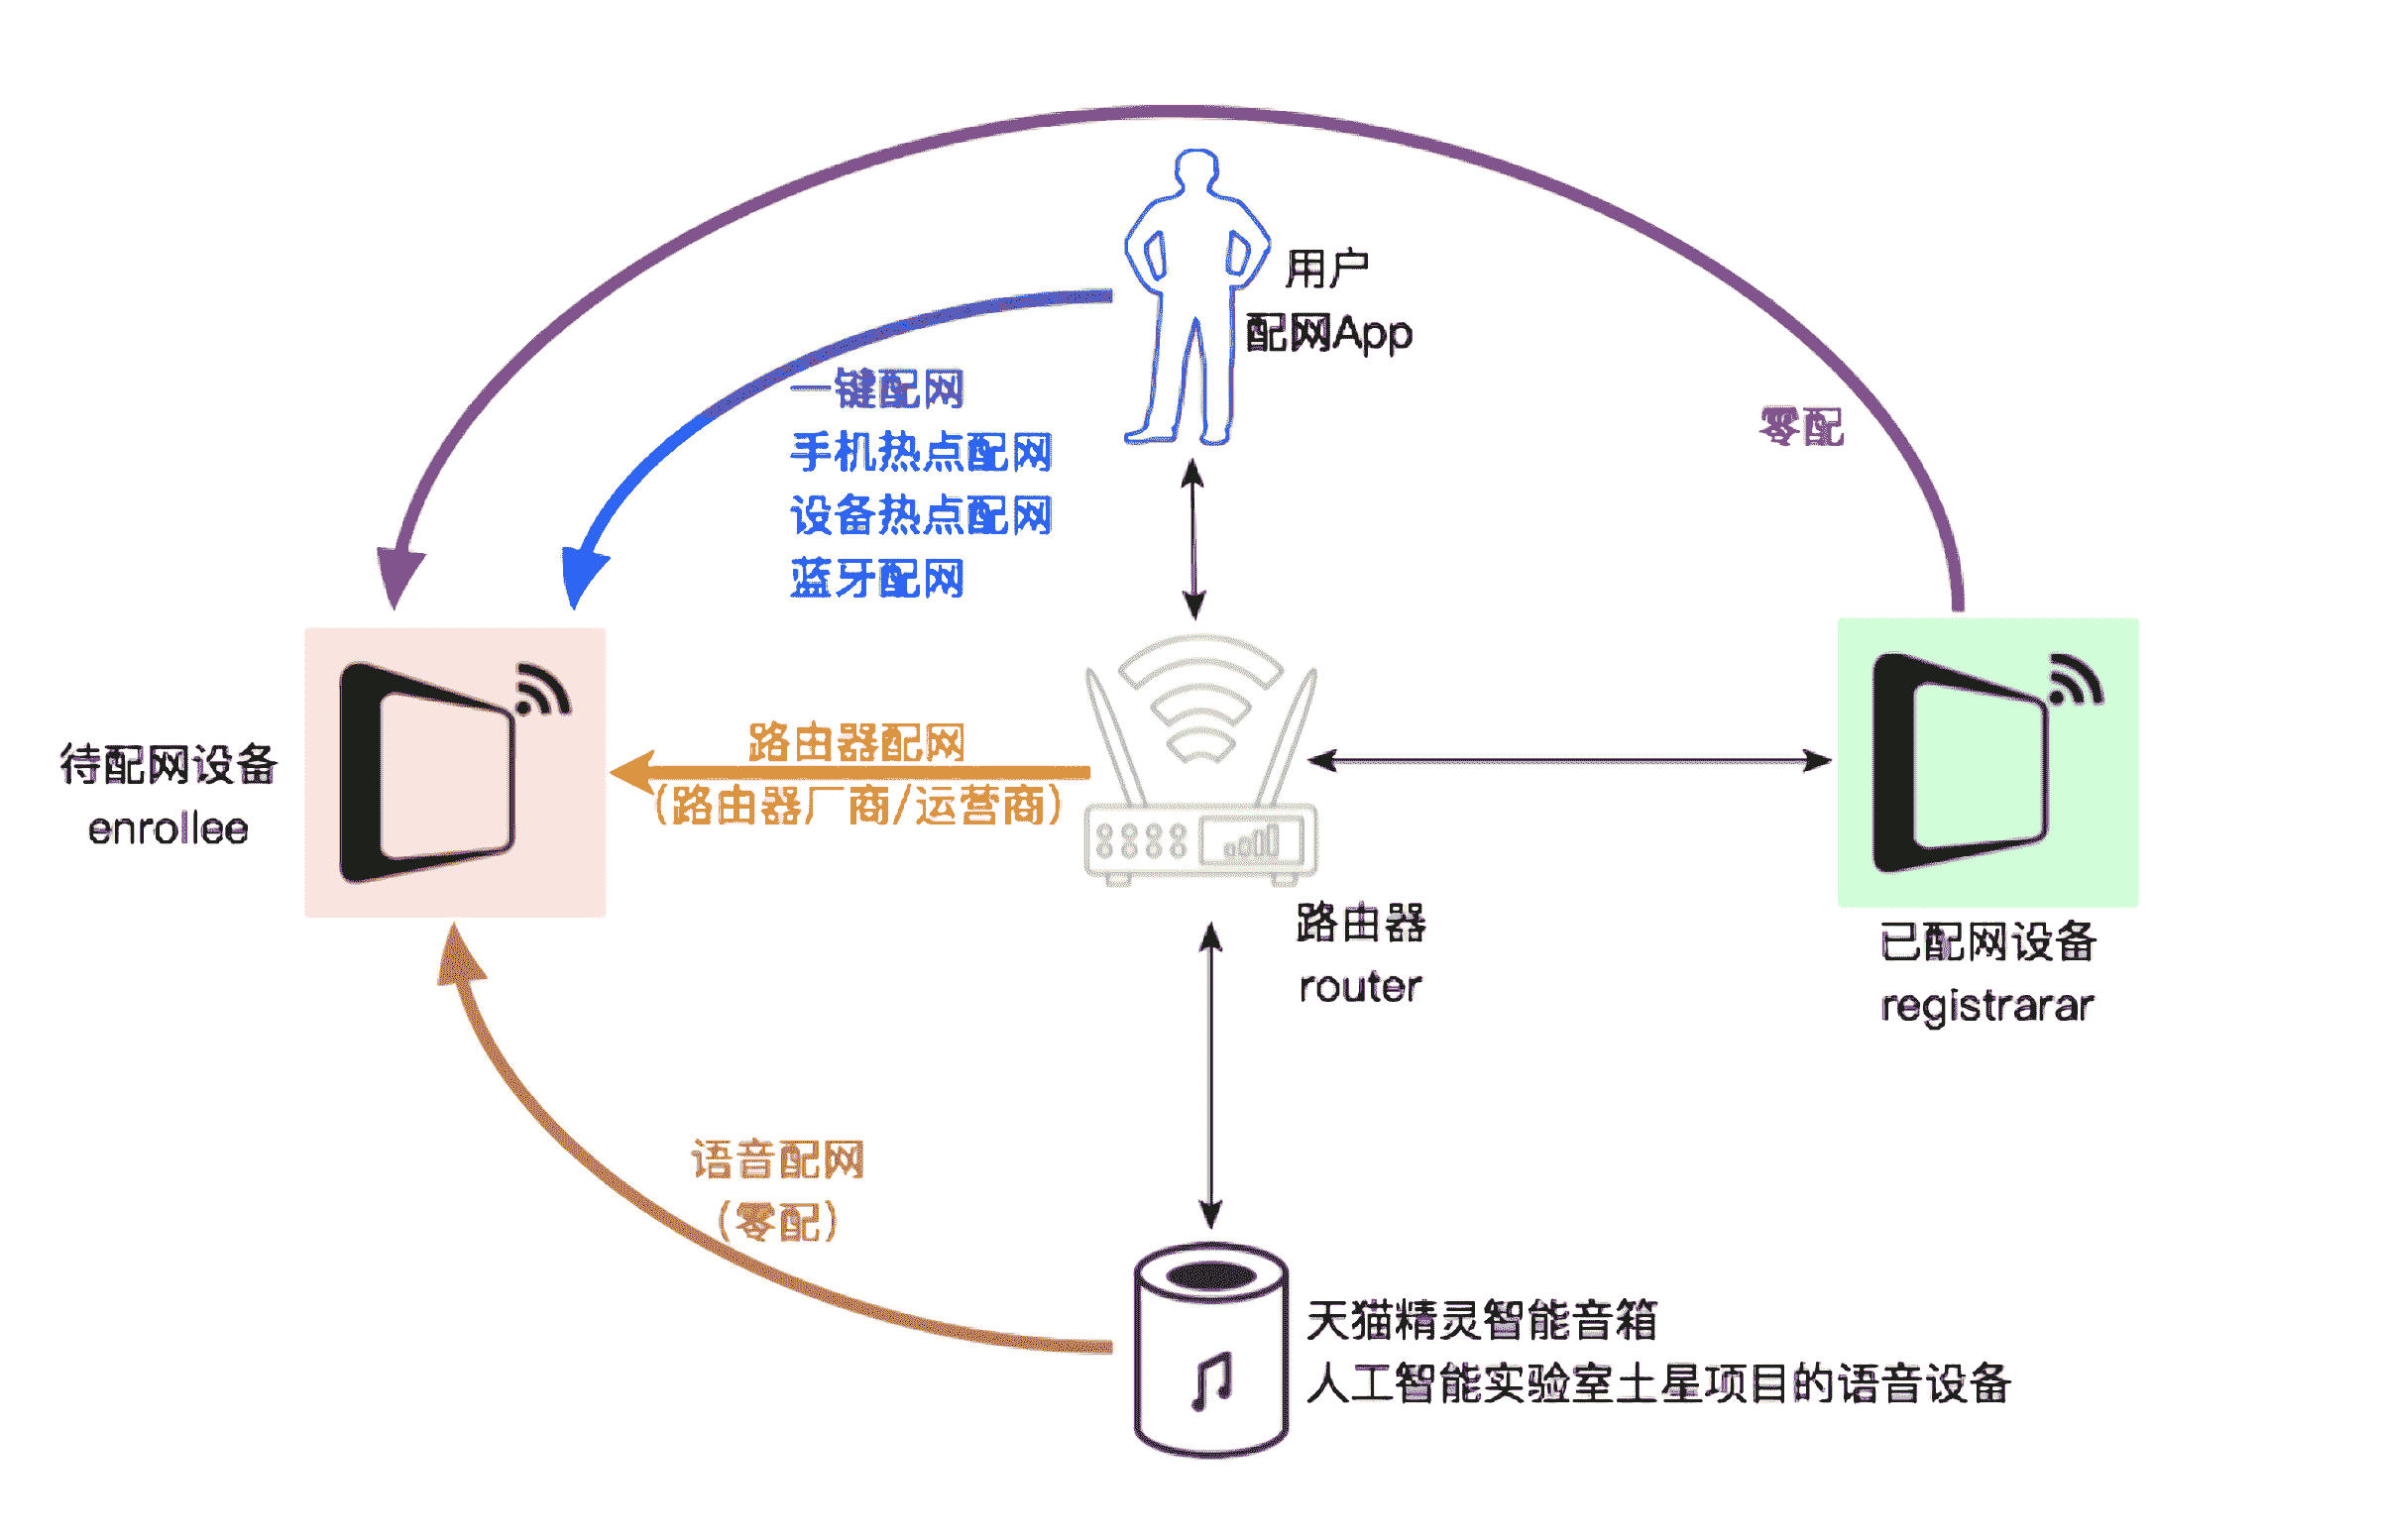 用户
配网App
一键配网
手机热点配网
设备热点配网
蓝牙配网
零配
待配网设备
enrollee
路由器配网
(路由器厂商/运营商)
路由器
router
已配网设备
registrarar
语音配网
(零配)
天猫精灵智能音箱
人工智能实验室土星项目的语音设备